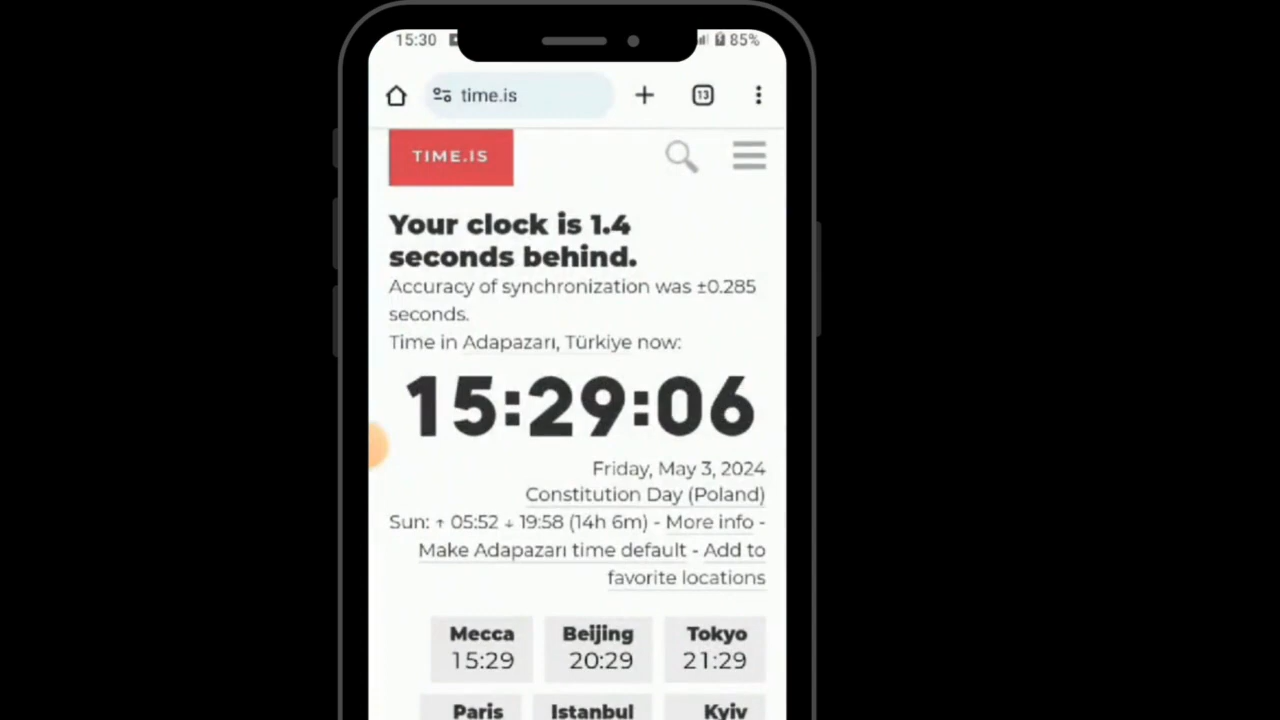 15:30 85%
time.is 13
TIME.IS
Your clock is 1.4
seconds behind.
Accuracy of synchronization was ±0.285
seconds.
Time in Adapazarı, Türkiye now:
15:29:06
Friday, May 3, 2024
Constitution Day (Poland)
Sun: ↑ 05:52 ↓ 19:58 (14h 6m) - More info -
Make Adapazarı time default - Add to
favorite locations
Mecca Beijing Tokyo
15:29 20:29 21:29
Paris Istanbul Kyiv